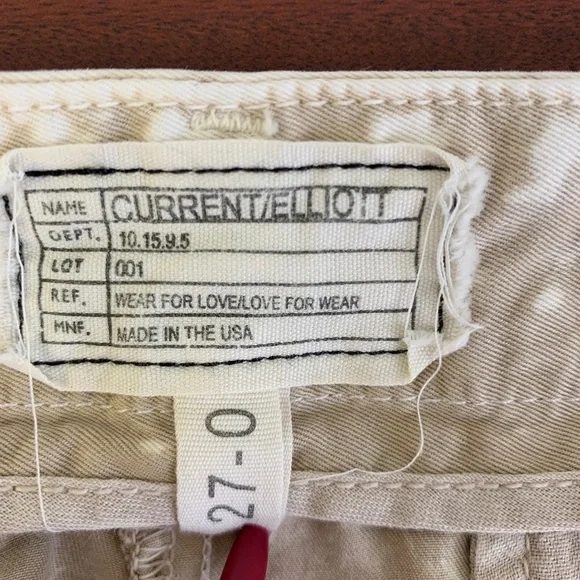 NAME CURRENT/ELLIOTT
DEPT. 10.15.9.5
LOT 001
REF. WEAR FOR LOVE/LOVE FOR WEAR
MNF. MADE IN THE USA
27-0